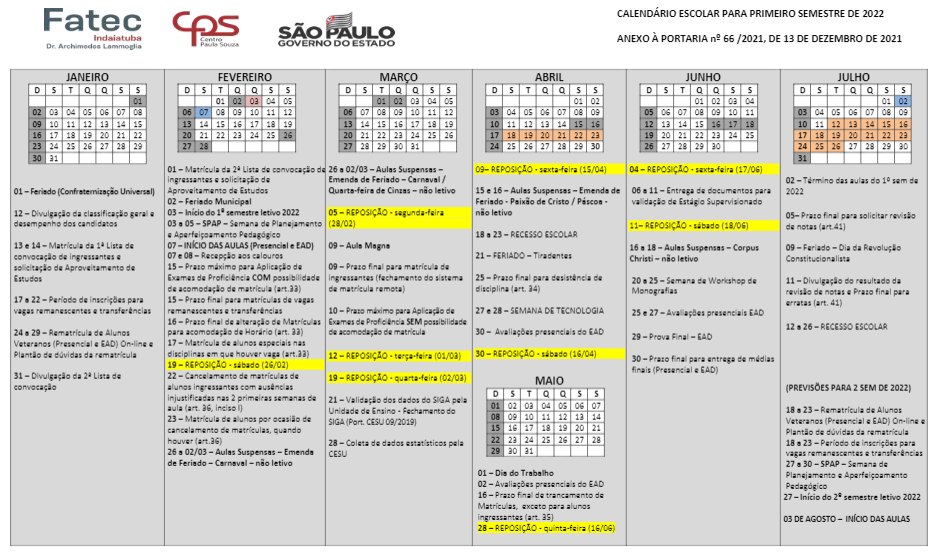 Fatec
Indaiatuba
Dr. Archimedes Lammoglia
CPS
Centro
Paula Souza
SÃO PAULO
GOVERNO DO ESTADO
CALENDÁRIO ESCOLAR PARA PRIMEIRO SEMESTRE DE 2022
ANEXO À PORTARIA nº 66 /2021, DE 13 DE DEZEMBRO DE 2021
JANEIRO
D S T Q Q S S
01
02 03 04 05 06 07 08
09 10 11 12 13 14 15
16 17 18 19 20 21 22
23 24 25 26 27 28 29
30 31
01 – Feriado (Confraternização Universal)
12 – Divulgação da classificação geral e
desempenho dos candidatos
13 e 14 – Matrícula da 1ª Lista de
convocação de ingressantes e
solicitação de Aproveitamento de
Estudos
17 a 22 – Período de inscrições para
vagas remanescentes e transferências
24 a 29 – Rematrícula de Alunos
Veteranos (Presencial e EAD) On-line e
Plantão de dúvidas da rematrícula
31 – Divulgação da 2ª Lista de
convocação
FEVEREIRO
D S T Q Q S S
01 02 03 04 05
06 07 08 09 10 11 12
13 14 15 16 17 18 19
20 21 22 23 24 25 26
27 28
01 – Matrícula da 2ª Lista de convocação de
ingressantes e solicitação de
Aproveitamento de Estudos
02 – Feriado Municipal
03 – Início do 1º semestre letivo 2022
03 a 05 – SPAP – Semana de Planejamento
e Aperfeiçoamento Pedagógico
07 – INÍCIO DAS AULAS (Presencial e EAD)
07 e 08 – Recepção aos calouros
15 – Prazo máximo para Aplicação de
Exames de Proficiência COM possibilidade
de acomodação de matrícula (art.33)
15 – Prazo final para matrículas de vagas
remanescentes e transferências
16 – Prazo final de alteração de Matrículas
para acomodação de Horário (art. 33)
17 – Matrícula de alunos especiais nas
disciplinas em que houver vaga (art.33)
19 – REPOSIÇÃO – sábado (26/02)
22 – Cancelamento de matrículas de
alunos ingressantes com ausências
injustificadas nas 2 primeiras semanas de
aula (art. 36, inciso I)
23 – Matrícula de alunos por ocasião de
cancelamento de matrículas, quando
houver (art.36)
26 a 02/03 – Aulas Suspensas – Emenda
de Feriado – Carnaval – não letivo
MARÇO
D S T Q Q S S
01 02 03 04 05
06 07 08 09 10 11 12
13 14 15 16 17 18 19
20 21 22 23 24 25 26
27 28 29 30 31
26 a 02/03 – Aulas Suspensas –
Emenda de Feriado – Carnaval /
Quarta-feira de Cinzas – não letivo
05 – REPOSIÇÃO - segunda-feira
(28/02)
09 – Aula Magna
09 – Prazo final para matrícula de
ingressantes (fechamento do sistema
de matrícula remota)
10 – Prazo máximo para Aplicação de
Exames de Proficiência SEM possibilidade
de acomodação de matrícula
12 – REPOSIÇÃO - terça-feira (01/03)
19 – REPOSIÇÃO - quarta-feira (02/03)
21 – Validação dos dados do SIGA pela
Unidade de Ensino - Fechamento do
SIGA (Port. CESU 09/2019)
28 – Coleta de dados estatísticos pela
CESU
ABRIL
D S T Q Q S S
01 02
03 04 05 06 07 08 09
10 11 12 13 14 15 16
17 18 19 20 21 22 23
24 25 26 27 28 29 30
09– REPOSIÇÃO - sexta-feira (15/04)
15 e 16 – Aulas Suspensas – Emenda de
Feriado - Paixão de Cristo / Páscoa -
não letivo
18 a 23 – RECESSO ESCOLAR
21 – FERIADO – Tiradentes
25 – Prazo final para desistência de
disciplina (art. 34)
27 e 28 – SEMANA DE TECNOLOGIA
30 – Avaliações presenciais do EAD
30 – REPOSIÇÃO - sábado (16/04)
MAIO
D S T Q Q S S
01 02 03 04 05 06 07
08 09 10 11 12 13 14
15 16 17 18 19 20 21
22 23 24 25 26 27 28
29 30 31
01 – Dia do Trabalho
02 – Avaliações presenciais do EAD
16 – Prazo final de trancamento de
Matrículas, exceto para alunos
ingressantes (art. 35)
28 – REPOSIÇÃO - quinta-feira (16/06)
JUNHO
D S T Q Q S S
01 02 03 04
05 06 07 08 09 10 11
12 13 14 15 16 17 18
19 20 21 22 23 24 25
26 27 28 29 30
04 – REPOSIÇÃO - sexta-feira (17/06)
06 a 11 – Entrega de documentos para
validação de Estágio Supervisionado
11– REPOSIÇÃO - sábado (18/06)
16 a 18 – Aulas Suspensas – Corpus
Christi – não letivo
20 a 25 – Semana de Workshop de
Monografias
25 e 27 – Avaliações presenciais EAD
29 – Prova Final – EAD
30 – Prazo final para entrega de médias
finais (Presencial e EAD)
JULHO
D S T Q Q S S
01 02
03 04 05 06 07 08 09
10 11 12 13 14 15 16
17 18 19 20 21 22 23
24 25 26 27 28 29 30
31
02 – Término das aulas do 1º sem de
2022
05– Prazo final para solicitar revisão
de notas (art.41)
09 – Feriado – Dia da Revolução
Constitucionalista
11 – Divulgação do resultado da
revisão de notas e Prazo final para
erratas (art. 41)
12 a 26 – RECESSO ESCOLAR
(PREVISÕES PARA 2 SEM DE 2022)
18 a 23 – Rematrícula de Alunos
Veteranos (Presencial e EAD) On-line e
Plantão de dúvidas da rematrícula
18 a 23 – Período de inscrições para
vagas remanescentes e transferências
27 a 30 – SPAP – Semana de
Planejamento e Aperfeiçoamento
Pedagógico
27 – Início do 2º semestre letivo 2022
03 DE AGOSTO – INÍCIO DAS AULAS